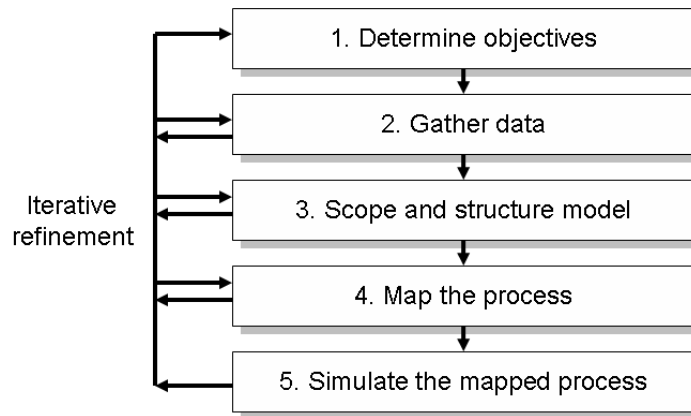 1. Determine objectives
2. Gather data
3. Scope and structure model
4. Map the process
5. Simulate the mapped process
Iterative
refinement